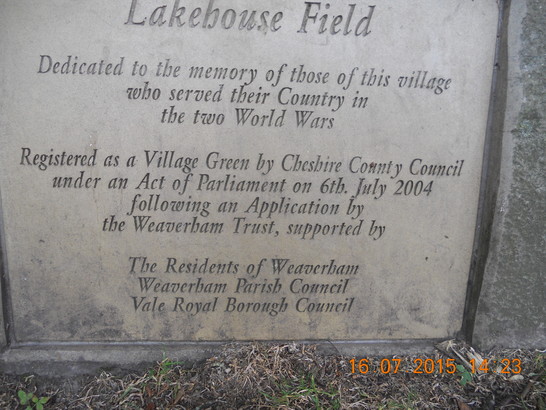 Lakehouse Field
Dedicated to the memory of those of this village
who served their Country in
the two World Wars
Registered as a Village Green by Cheshire County Council
under an Act of Parliament on 6th. July 2004
following an Application by
the Weaverham Trust, supported by
The Residents of Weaverham
Weaverham Parish Council
Vale Royal Borough Council
16 07 2015 14 23